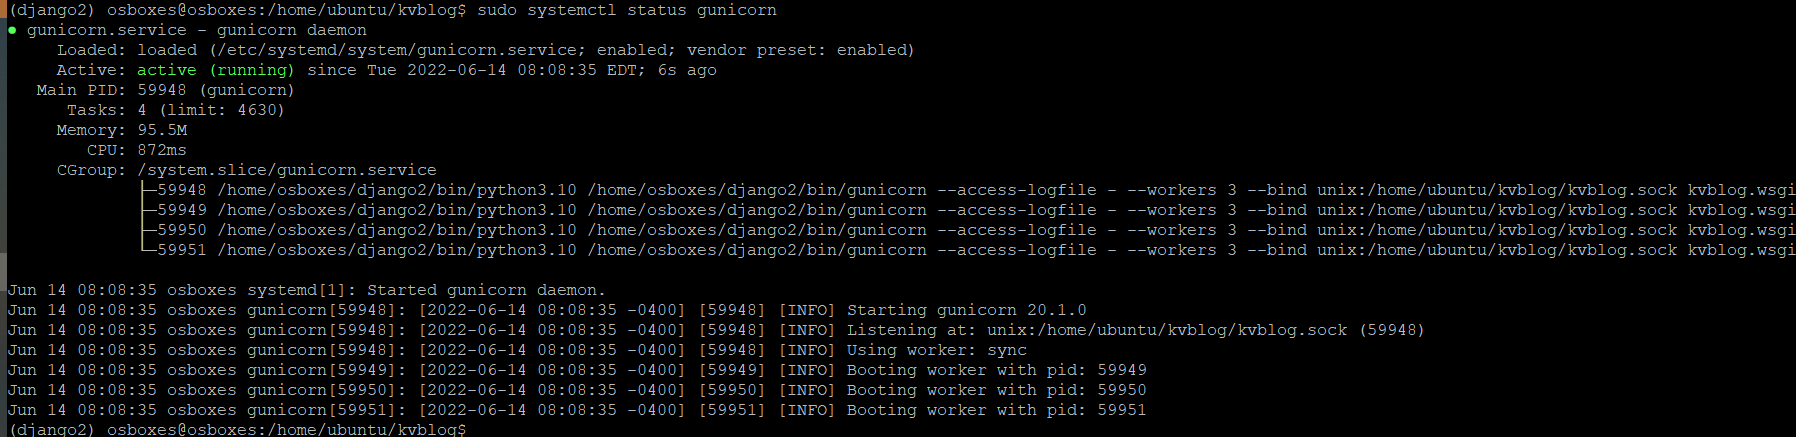 (django2) osboxes@osboxes:/home/ubuntu/kvblog$ sudo systemctl status gunicorn
● gunicorn.service - gunicorn daemon
Loaded: loaded (/etc/systemd/system/gunicorn.service; enabled; vendor preset: enabled)
Active: active (running) since Tue 2022-06-14 08:08:35 EDT; 6s ago
Main PID: 59948 (gunicorn)
Tasks: 4 (limit: 4630)
Memory: 95.5M
CPU: 872ms
CGroup: /system.slice/gunicorn.service
├─59948 /home/osboxes/django2/bin/python3.10 /home/osboxes/django2/bin/gunicorn --access-logfile - --workers 3 --bind unix:/home/ubuntu/kvblog/kvblog.sock kvblog.wsgi
├─59949 /home/osboxes/django2/bin/python3.10 /home/osboxes/django2/bin/gunicorn --access-logfile - --workers 3 --bind unix:/home/ubuntu/kvblog/kvblog.sock kvblog.wsgi
├─59950 /home/osboxes/django2/bin/python3.10 /home/osboxes/django2/bin/gunicorn --access-logfile - --workers 3 --bind unix:/home/ubuntu/kvblog/kvblog.sock kvblog.wsgi
└─59951 /home/osboxes/django2/bin/python3.10 /home/osboxes/django2/bin/gunicorn --access-logfile - --workers 3 --bind unix:/home/ubuntu/kvblog/kvblog.sock kvblog.wsgi
Jun 14 08:08:35 osboxes systemd[1]: Started gunicorn daemon.
Jun 14 08:08:35 osboxes gunicorn[59948]: [2022-06-14 08:08:35 -0400] [59948] [INFO] Starting gunicorn 20.1.0
Jun 14 08:08:35 osboxes gunicorn[59948]: [2022-06-14 08:08:35 -0400] [59948] [INFO] Listening at: unix:/home/ubuntu/kvblog/kvblog.sock (59948)
Jun 14 08:08:35 osboxes gunicorn[59948]: [2022-06-14 08:08:35 -0400] [59948] [INFO] Using worker: sync
Jun 14 08:08:35 osboxes gunicorn[59949]: [2022-06-14 08:08:35 -0400] [59949] [INFO] Booting worker with pid: 59949
Jun 14 08:08:35 osboxes gunicorn[59950]: [2022-06-14 08:08:35 -0400] [59950] [INFO] Booting worker with pid: 59950
Jun 14 08:08:35 osboxes gunicorn[59951]: [2022-06-14 08:08:35 -0400] [59951] [INFO] Booting worker with pid: 59951
(django2) osboxes@osboxes:/home/ubuntu/kvblog$